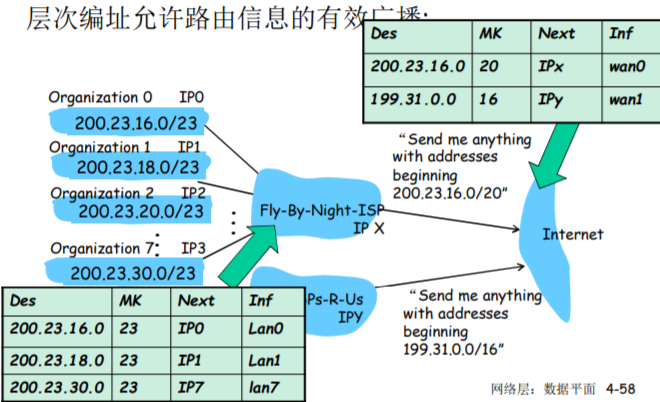 层次编址允许路由信息的有效广播:
Des MK Next Inf
200.23.16.0 20 IPx wan0
199.31.0.0 16 IPy wan1
Organization 0 IP0
200.23.16.0/23
Organization 1 IP1
200.23.18.0/23
Organization 2 IP2
200.23.20.0/23
Organization 7 IP3
200.23.30.0/23
Fly-By-Night-ISP
IP X
“Send me anything
with addresses
beginning
200.23.16.0/20”
Internet
Ps-R-Us
IPY
“Send me anything
with addresses
beginning
199.31.0.0/16”
Des MK Next Inf
200.23.16.0 23 IP0 Lan0
200.23.18.0 23 IP1 Lan1
200.23.30.0 23 IP7 lan7
网络层：数据平面 4-58